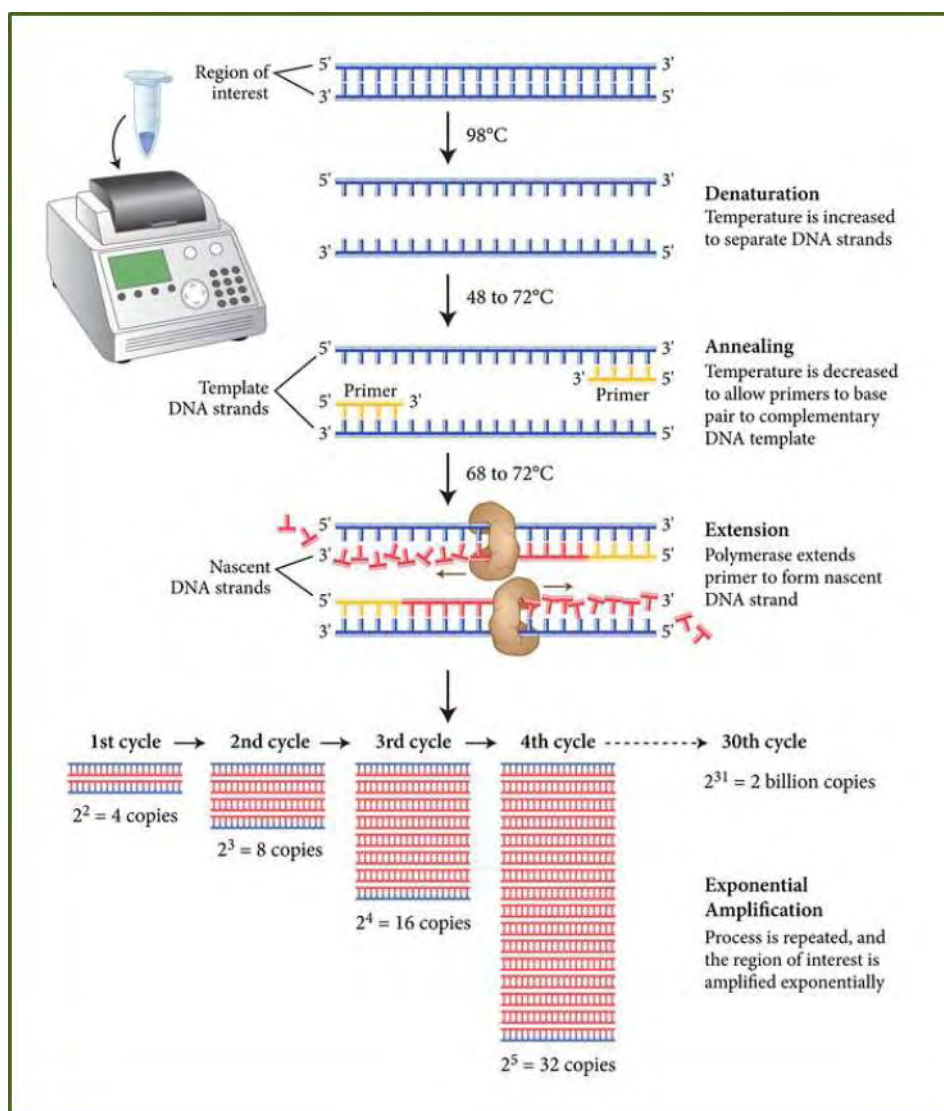 Region of
interest
5'
3'
3'
5'
98°C
5'
3'
3'
5'
Denaturation
Temperature is increased
to separate DNA strands
48 to 72°C
5'
3'
Template
DNA strands
3'
5'
Primer
Primer
5'
3'
3'
5'
Annealing
Temperature is decreased
to allow primers to base
pair to complementary
DNA template
68 to 72°C
5'
3'
3'
5'
Nascent
DNA strands
5'
3'
3'
5'
Extension
Polymerase extends
primer to form nascent
DNA strand
1st cycle
2nd cycle
3rd cycle
4th cycle
30th cycle
2² = 4 copies
2³ = 8 copies
2⁴ = 16 copies
2⁵ = 32 copies
2³¹ = 2 billion copies
Exponential
Amplification
Process is repeated, and
the region of interest is
amplified exponentially